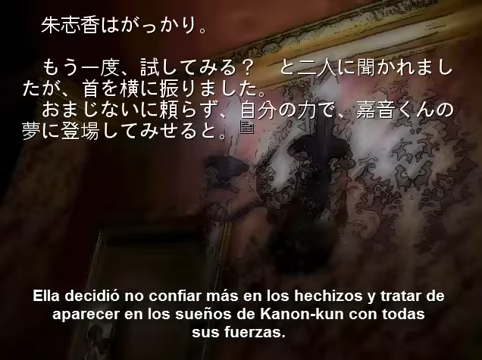 朱志香はがっかり。
もう一度、試してみる？　と二人に聞かれまし
たが、首を横に振りました。
おまじないに頼らず、自分の力で、嘉音くんの
夢に登場してみせると。
Ella decidió no confiar más en los hechizos y tratar de
aparecer en los sueños de Kanon-kun con todas
sus fuerzas.